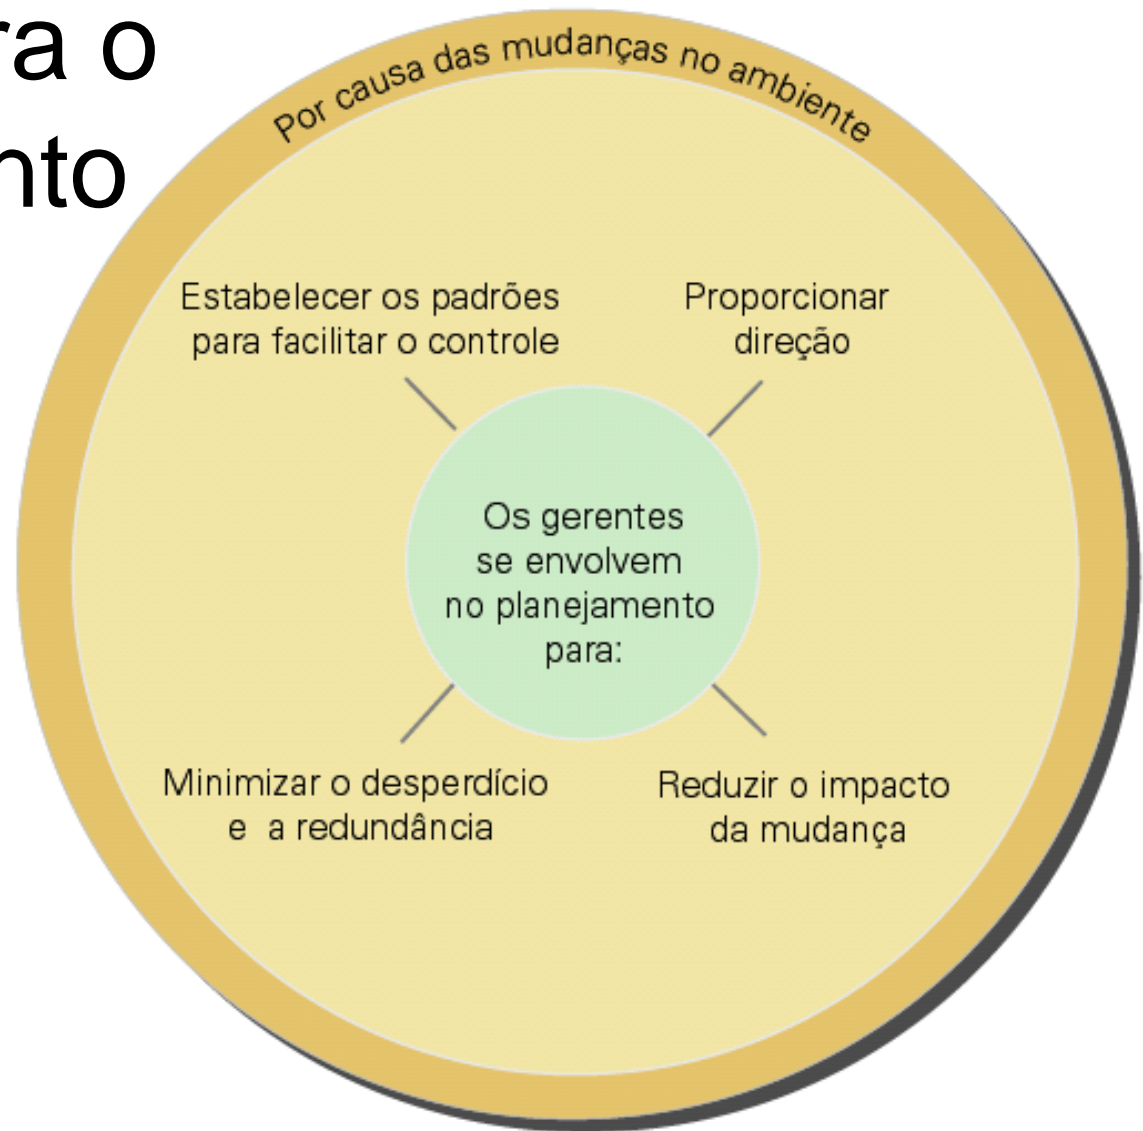 ra o
nto
Por causa das mudanças no ambiente
Estabelecer os padrões
para facilitar o controle
Proporcionar
direção
Os gerentes
se envolvem
no planejamento
para:
Minimizar o desperdício
e a redundância
Reduzir o impacto
da mudança